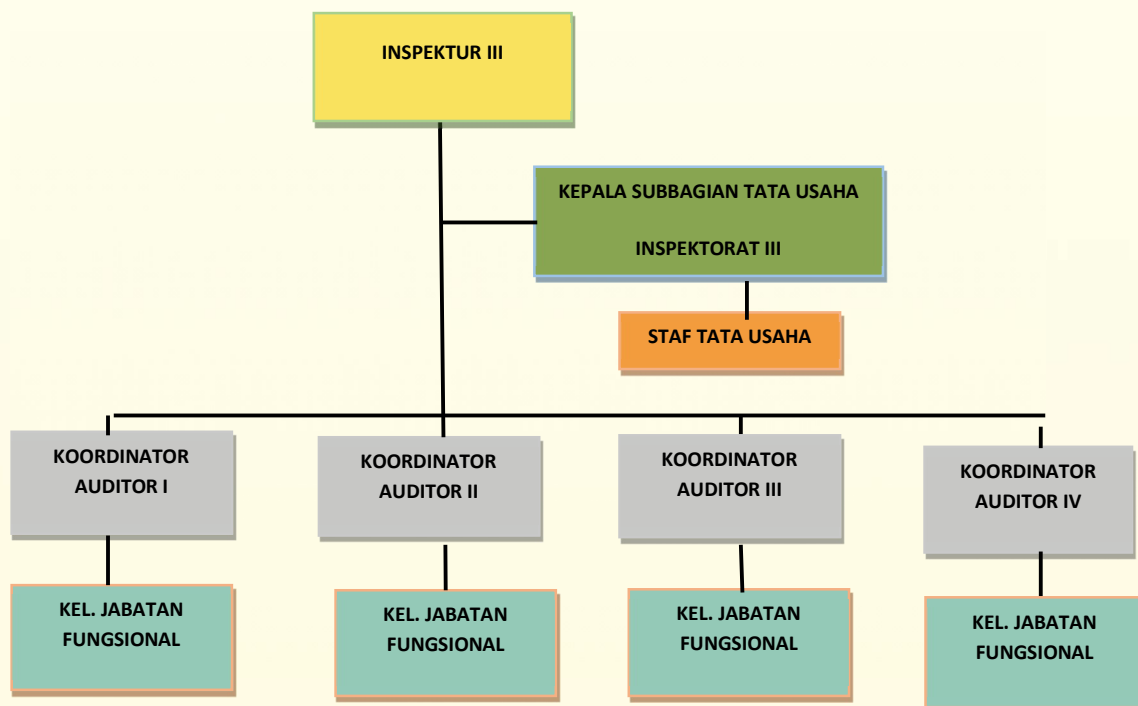 INSPEKTUR III
KEPALA SUBBAGIAN TATA USAHA
INSPEKTORAT III
STAF TATA USAHA
KOORDINATOR
AUDITOR I
KOORDINATOR
AUDITOR II
KOORDINATOR
AUDITOR III
KOORDINATOR
AUDITOR IV
KEL. JABATAN
FUNGSIONAL
KEL. JABATAN
FUNGSIONAL
KEL. JABATAN
FUNGSIONAL
KEL. JABATAN
FUNGSIONAL